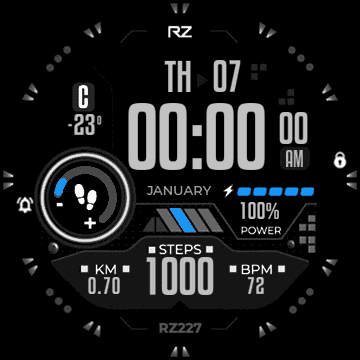 RZ
TH 07
C
-23°
00:00
00
AM
JANUARY
100%
POWER
- +
STEPS
1000
KM
0.70
BPM
72
RZ227